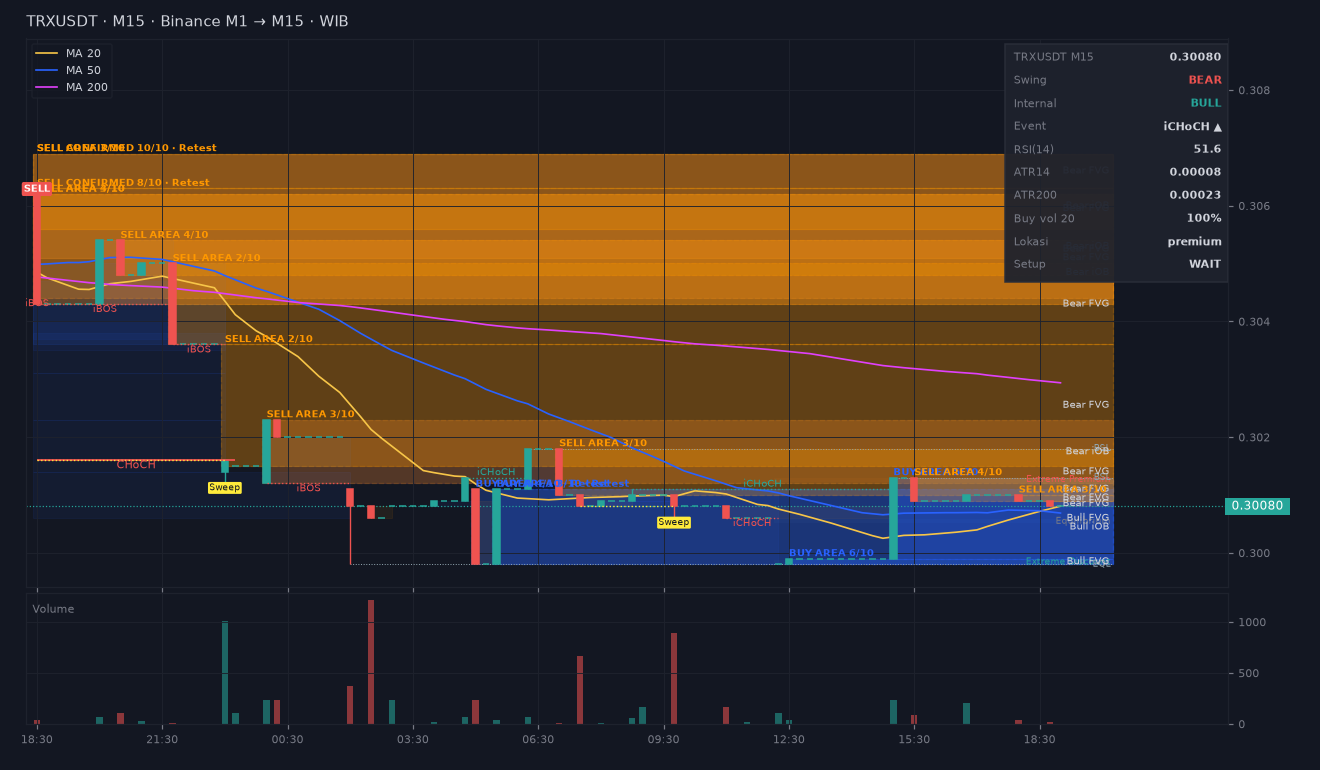 TRXUSDT · M15 · Binance M1 → M15 · WIB
MA 20
MA 50
MA 200
TRXUSDT M15 0.30080
Swing BEAR
Internal BULL
Event iCHoCH ▲
RSI(14) 51.6
ATR14 0.00008
ATR200 0.00023
Buy vol 20 100%
Lokasi premium
Setup WAIT
0.308
0.306
0.304
0.302
0.30080
0.300
SELL CONFIRMED 10/10 · Retest
SELL CONFIRMED 8/10 · Retest
SELL
SELL AREA 4/10
SELL AREA 2/10
iBOS
iBOS
Bear FVG
SELL AREA 2/10
iBOS
Bear FVG
SELL AREA 3/10
SELL AREA 3/10
Bear iOB
CHoCH
iCHoCH
SELL AREA 4/10
Bear FVG
Sweep
iBOS
iCHoCH
Bear FVG
Sweep
iCHoCH
Bull FVG
Bull iOB
BUY AREA 6/10
Bull FVG
Volume
1000
500
0
18:30
21:30
00:30
03:30
06:30
09:30
12:30
15:30
18:30